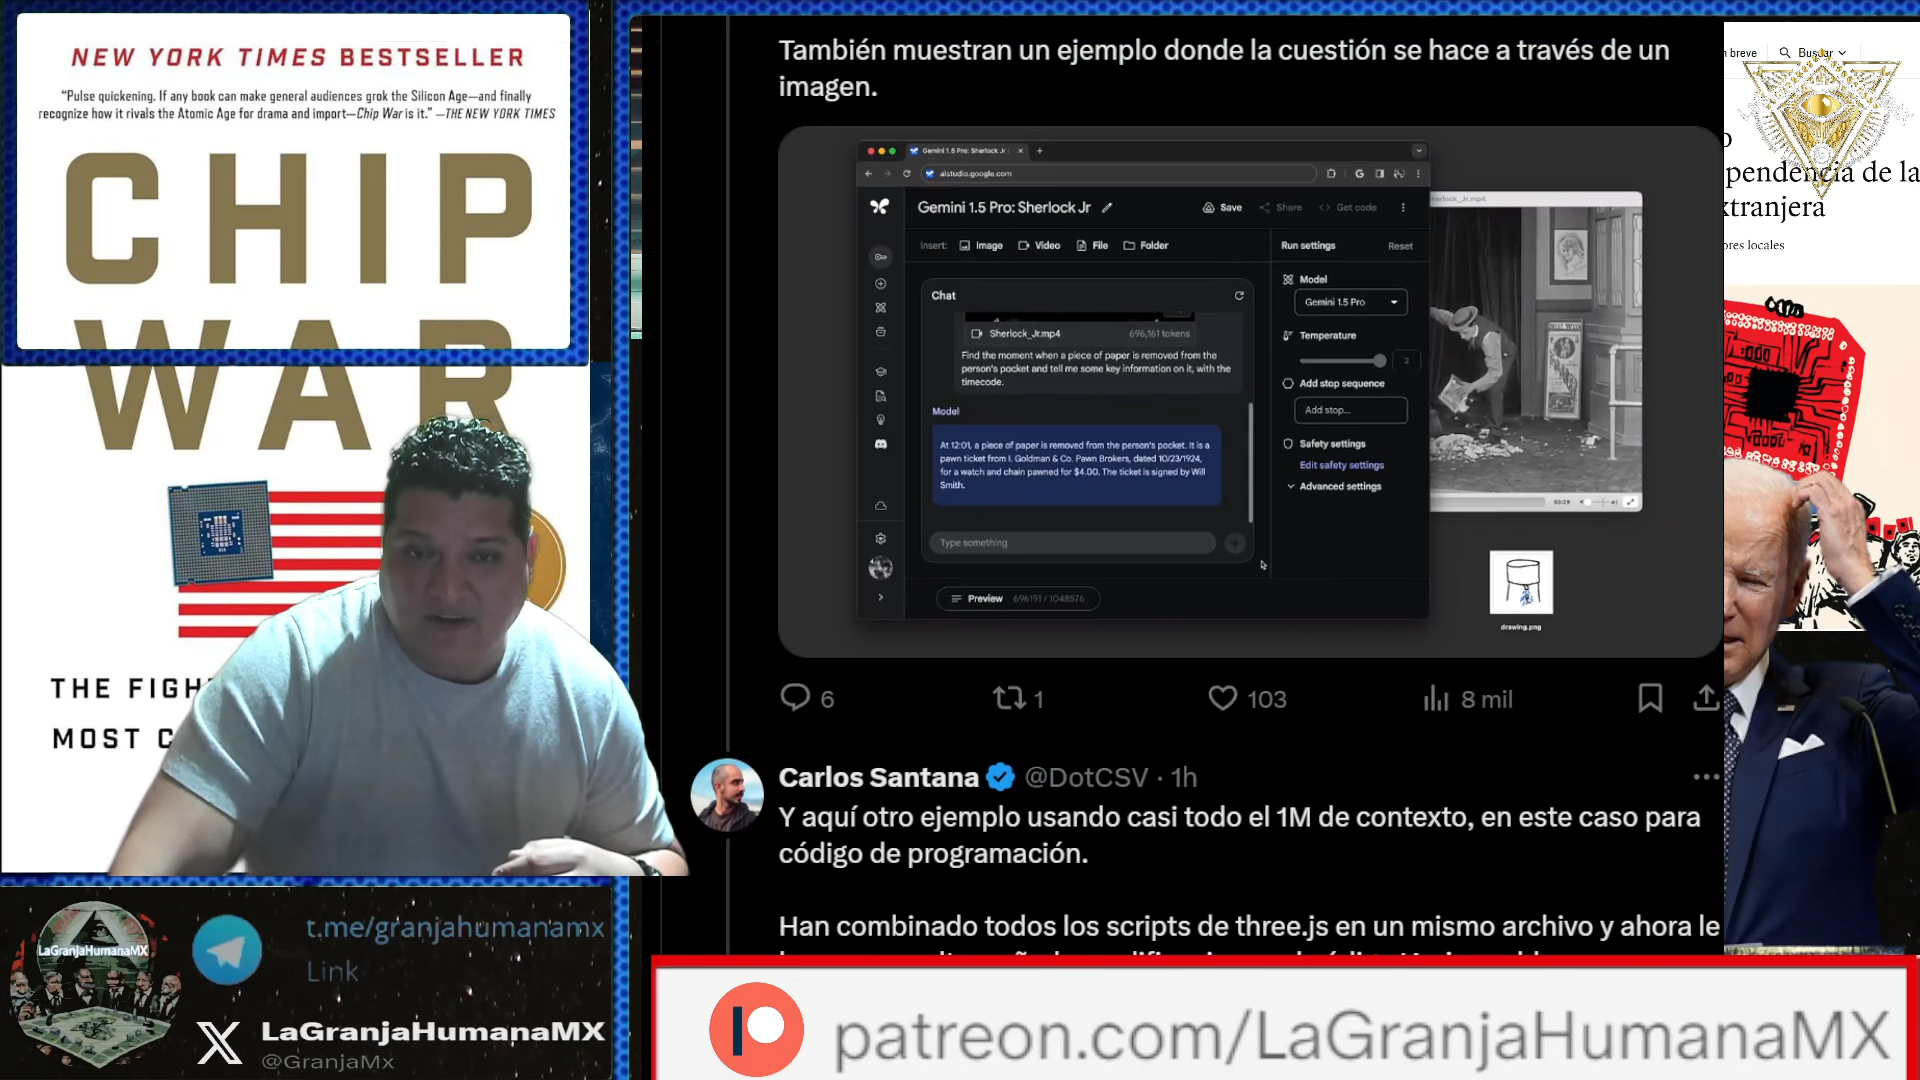 NEW YORK TIMES BESTSELLER
“Pulse quickening. If any book can make general audiences grok the Silicon Age—and finally
recognize how it rivals the Atomic Age for drama and import—Chip War is it.” —THE NEW YORK TIMES
CHIP
WAR
THE FIGH
MOST C
También muestran un ejemplo donde la cuestión se hace a través de un
imagen.
Gemini 1.5 Pro: Sherlock Jr
aistudio.google.com
Gemini 1.5 Pro: Sherlock Jr
Save
Share
<> Get code
Insert:
Image
Video
File
Folder
Run settings
Reset
Chat
Sherlock_Jr.mp4
696,161 tokens
Find the moment when a piece of paper is removed from the
person's pocket and tell me some key information on it, with the
timecode.
Model
At 12:01, a piece of paper is removed from the person's pocket. It is a
pawn ticket from I. Goldman & Co. Pawn Brokers, dated 10/23/1924,
for a watch and chain pawned for $4.00. The ticket is signed by Will
Smith.
Type something
Preview 696191 / 1048576
Model
Gemini 1.5 Pro
Temperature
2
Add stop sequence
Add stop...
Safety settings
Edit safety settings
Advanced settings
drawing.png
6
1
103
8 mil
Carlos Santana @DotCSV · 1h
Y aquí otro ejemplo usando casi todo el 1M de contexto, en este caso para
código de programación.
Han combinado todos los scripts de three.js en un mismo archivo y ahora le
n breve
Buscar
o
pendencia de la
xtranjera
ores locales
LaGranjaHumanaMX
t.me/granjahumanamx
Link
LaGranjaHumanaMX
@GranjaMx
patreon.com/LaGranjaHumanaMX